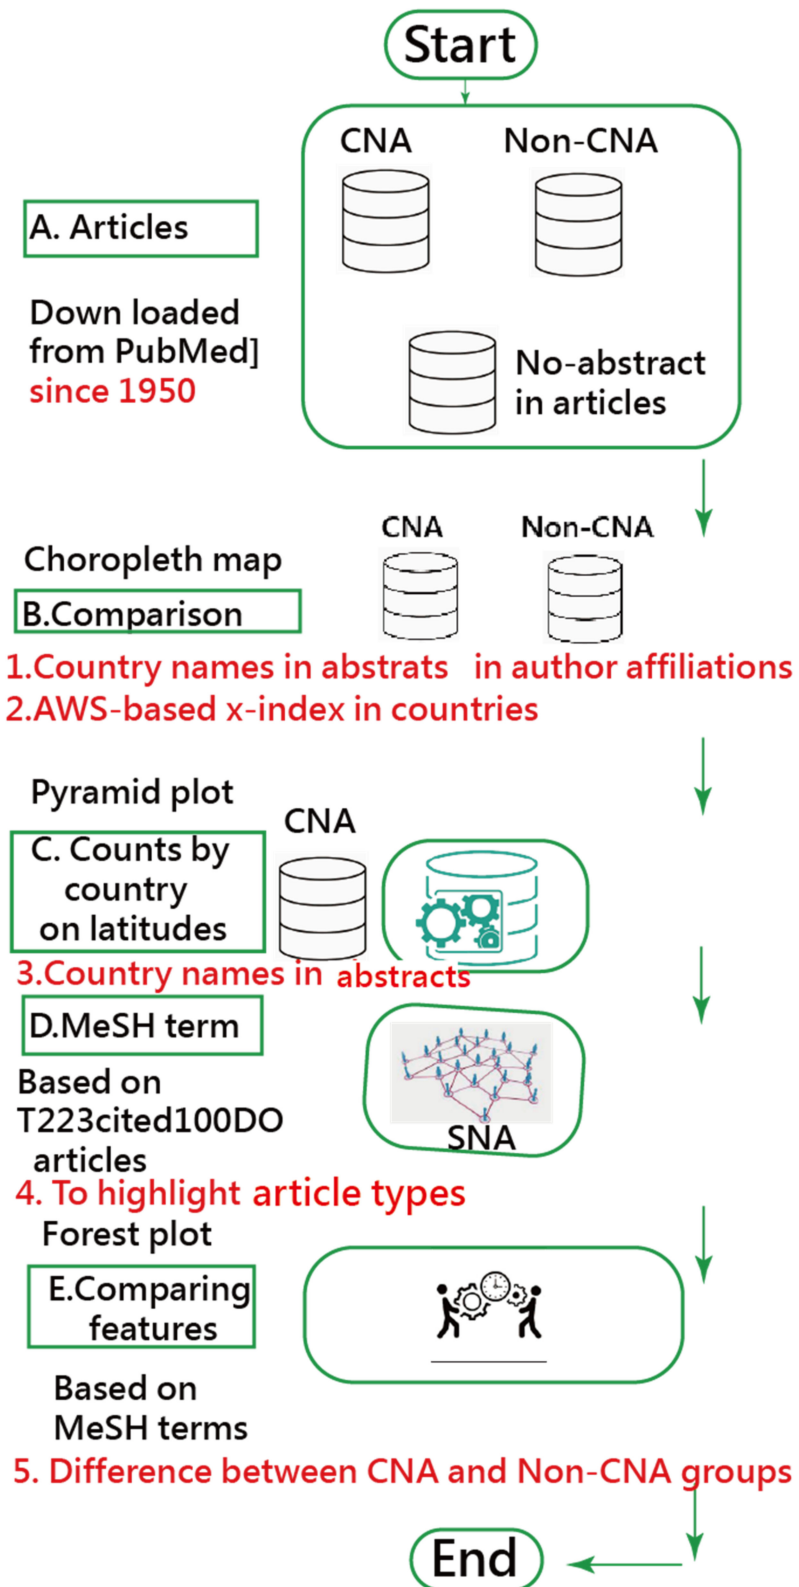 Start
CNA
Non-CNA
A. Articles
Down loaded
from PubMed]
since 1950
No-abstract
in articles
CNA
Non-CNA
Choropleth map
B.Comparison
1.Country names in abstrats in author affiliations
2.AWS-based x-index in countries
Pyramid plot
CNA
C. Counts by
country
on latitudes
3.Country names in abstracts
D.MeSH term
Based on
T223cited100DO
articles
SNA
4. To highlight article types
Forest plot
E.Comparing
features
Based on
MeSH terms
5. Difference between CNA and Non-CNA groups
End